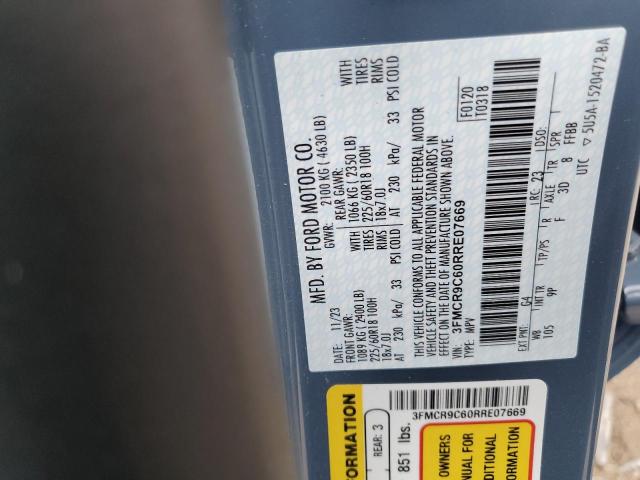 MFD. BY FORD MOTOR CO.
DATE: 11/23 GVWR: 2100 KG ( 4630 LB)
FRONT GAWR: REAR GAWR:
1089 KG ( 2400 LB) 1066 KG ( 2350 LB) WITH
225/60R18 100H 225/60R18 100H TIRES
18x7.0J 18x7.0J RIMS
AT 230 kPa/ 33 PSI COLD AT 230 kPa/ 33 PSI COLD
WITH
TIRES
RIMS
THIS VEHICLE CONFORMS TO ALL APPLICABLE FEDERAL MOTOR
VEHICLE SAFETY AND THEFT PREVENTION STANDARDS IN
EFFECT ON THE DATE OF MANUFACTURE SHOWN ABOVE.
VIN: 3FMCR9C60RRE07669
TYPE: MPV
F0120
T0318
EXT PNT: G4 RC: 23 DSO:
WB INT TR TP/PS R AXLE TR SPR
105 9P F 3D 8 FFBB
UTC ▽ 5U5A-1520472-BA
3FMCR9C60RRE07669
FORMATION
REAR: 3
851 lbs.
OWNERS
NUAL FOR
DITIONAL
ORMATION